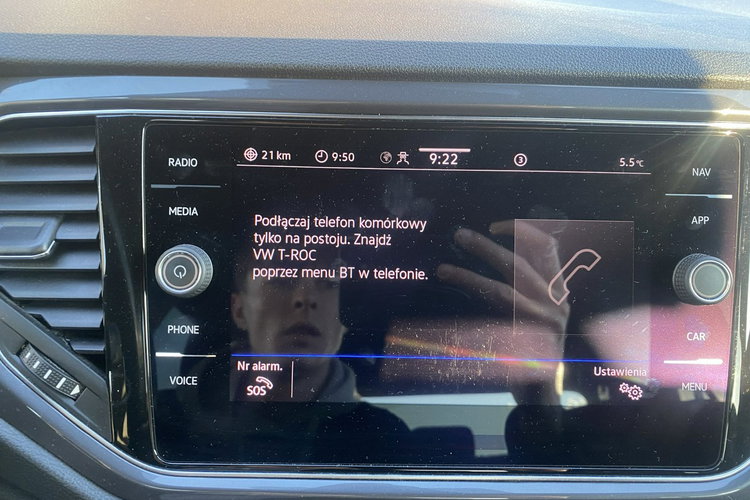 RADIO
MEDIA
PHONE
VOICE
21 km
9:50
9:22
3
5.5°C
Podłączaj telefon komórkowy
tylko na postoju. Znajdź
VW T-ROC
poprzez menu BT w telefonie.
Nr alarm.
SOS
Ustawienia
NAV
APP
CAR
MENU